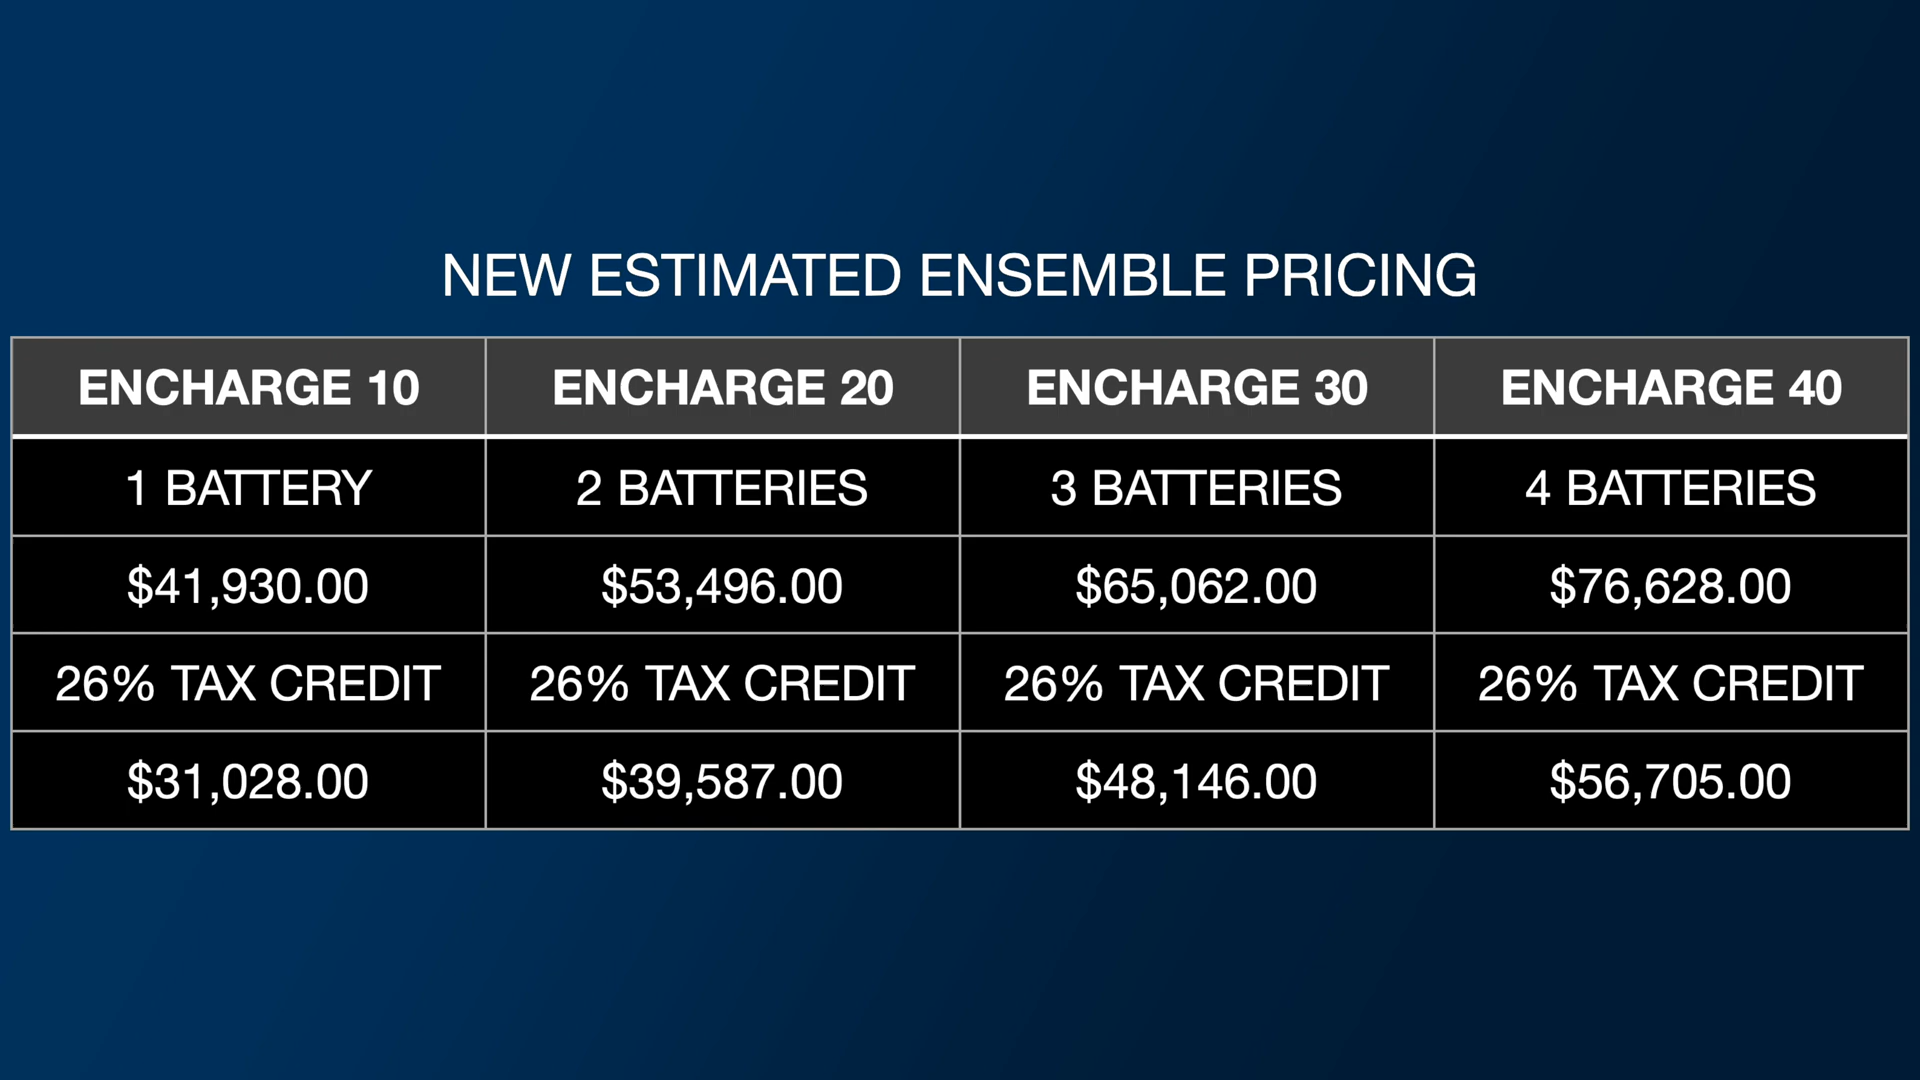 NEW ESTIMATED ENSEMBLE PRICING
ENCHARGE 10 ENCHARGE 20 ENCHARGE 30 ENCHARGE 40
1 BATTERY 2 BATTERIES 3 BATTERIES 4 BATTERIES
$41,930.00 $53,496.00 $65,062.00 $76,628.00
26% TAX CREDIT 26% TAX CREDIT 26% TAX CREDIT 26% TAX CREDIT
$31,028.00 $39,587.00 $48,146.00 $56,705.00